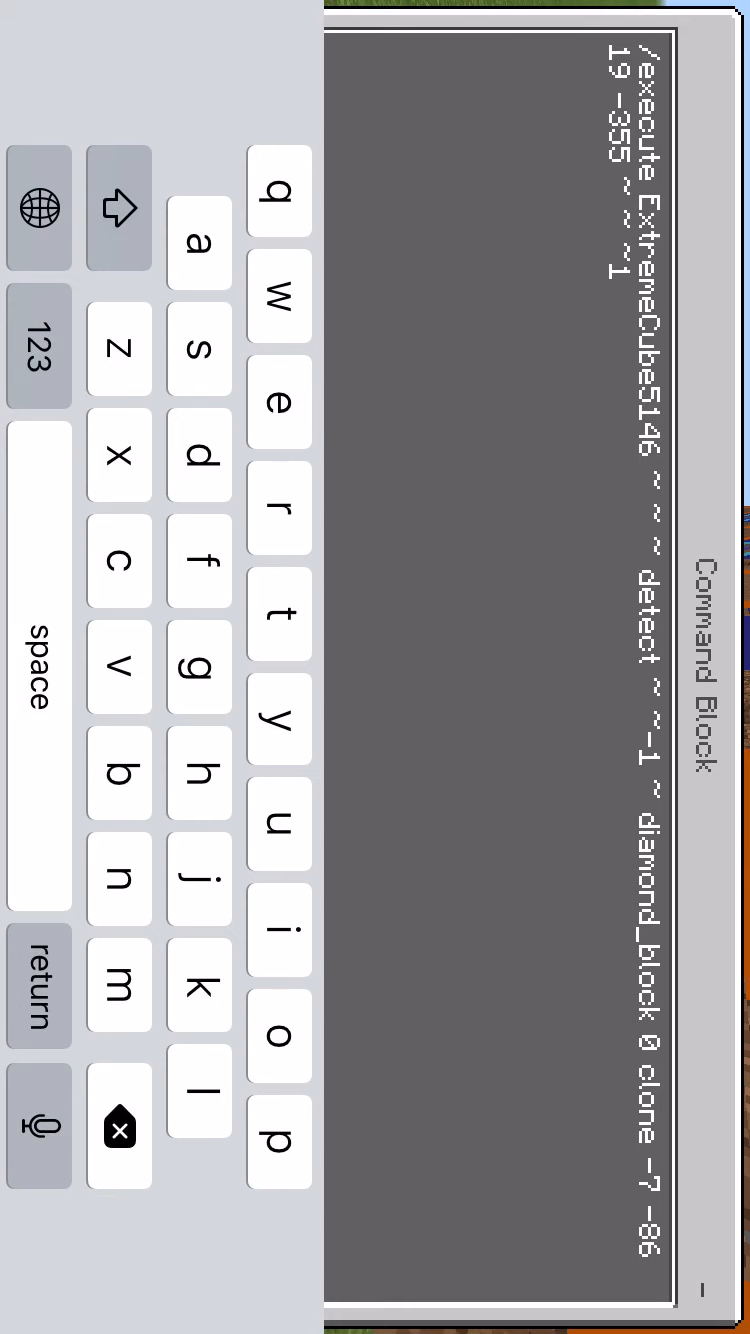 Command Block
/execute ExtremeCube5146 ~ ~ ~ detect ~ ~-1 ~ diamond_block 0 clone -7 -86
19 -355 ~ ~ ~1
q w e r t y u i o p
a s d f g h j k l
z x c v b n m
123 space return